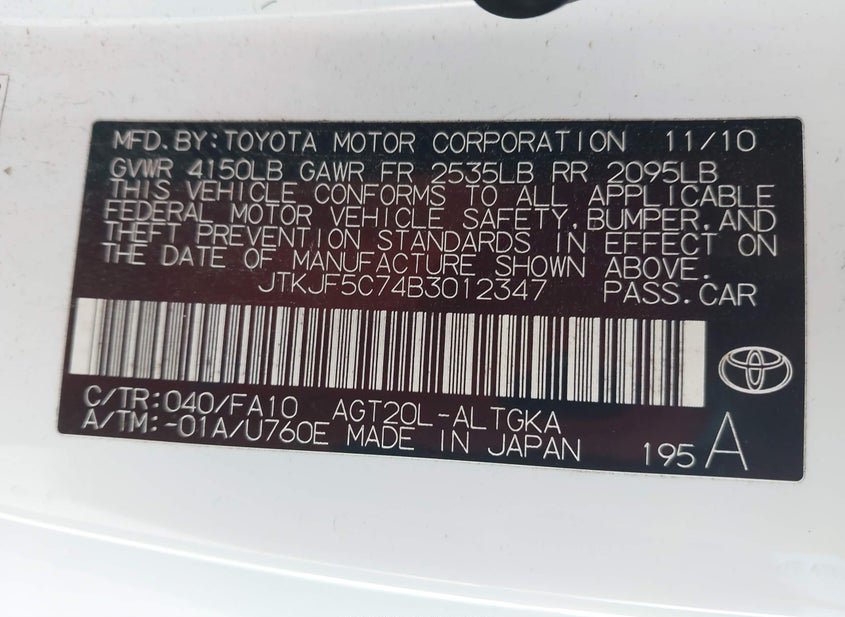 MFD.BY:TOYOTA MOTOR CORPORATION 11/10
GVWR 4150LB GAWR FR 2535LB RR 2095LB
THIS VEHICLE CONFORMS TO ALL APPLICABLE
FEDERAL MOTOR VEHICLE SAFETY,BUMPER,AND
THEFT PREVENTION STANDARDS IN EFFECT ON
THE DATE OF MANUFACTURE SHOWN ABOVE.
JTKJF5C74B3012347 PASS.CAR
C/TR:040/FA10 AGT20L-ALTGKA
A/TM:-01A/U760E MADE IN JAPAN 195 A